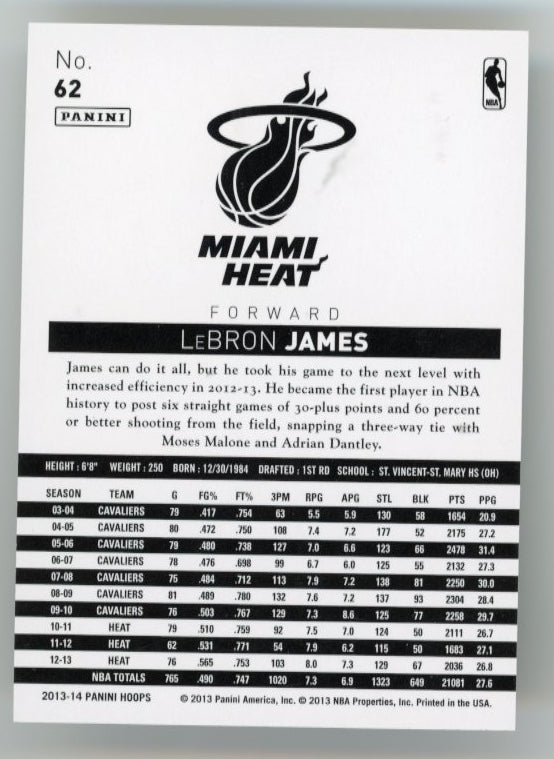 No.
62
PANINI
NBA
MIAMI
HEAT
FORWARD
LEBRON JAMES
James can do it all, but he took his game to the next level with
increased efficiency in 2012-13. He became the first player in NBA
history to post six straight games of 30-plus points and 60 percent
or better shooting from the field, snapping a three-way tie with
Moses Malone and Adrian Dantley.
HEIGHT: 6'8" WEIGHT: 250 BORN: 12/30/1984 DRAFTED: 1ST RD SCHOOL: ST. VINCENT-ST. MARY HS (OH)
SEASON TEAM G FG% FT% 3PM RPG APG STL BLK PTS PPG
03-04 CAVALIERS 79 .417 .754 63 5.5 5.9 130 58 1654 20.9
04-05 CAVALIERS 80 .472 .750 108 7.4 7.2 177 52 2175 27.2
05-06 CAVALIERS 79 .480 .738 127 7.0 6.6 123 66 2478 31.4
06-07 CAVALIERS 78 .476 .698 99 6.7 6.0 125 55 2132 27.3
07-08 CAVALIERS 75 .484 .712 113 7.9 7.2 138 81 2250 30.0
08-09 CAVALIERS 81 .489 .780 132 7.6 7.2 137 93 2304 28.4
09-10 CAVALIERS 76 .503 .767 129 7.3 8.6 125 77 2258 29.7
10-11 HEAT 79 .510 .759 92 7.5 7.0 124 50 2111 26.7
11-12 HEAT 62 .531 .771 54 7.9 6.2 115 50 1683 27.1
12-13 HEAT 76 .565 .753 103 8.0 7.3 129 67 2036 26.8
NBA TOTALS 765 .490 .747 1020 7.3 6.9 1323 649 21081 27.6
2013-14 PANINI HOOPS © 2013 Panini America, Inc. © 2013 NBA Properties, Inc. Printed in the USA.